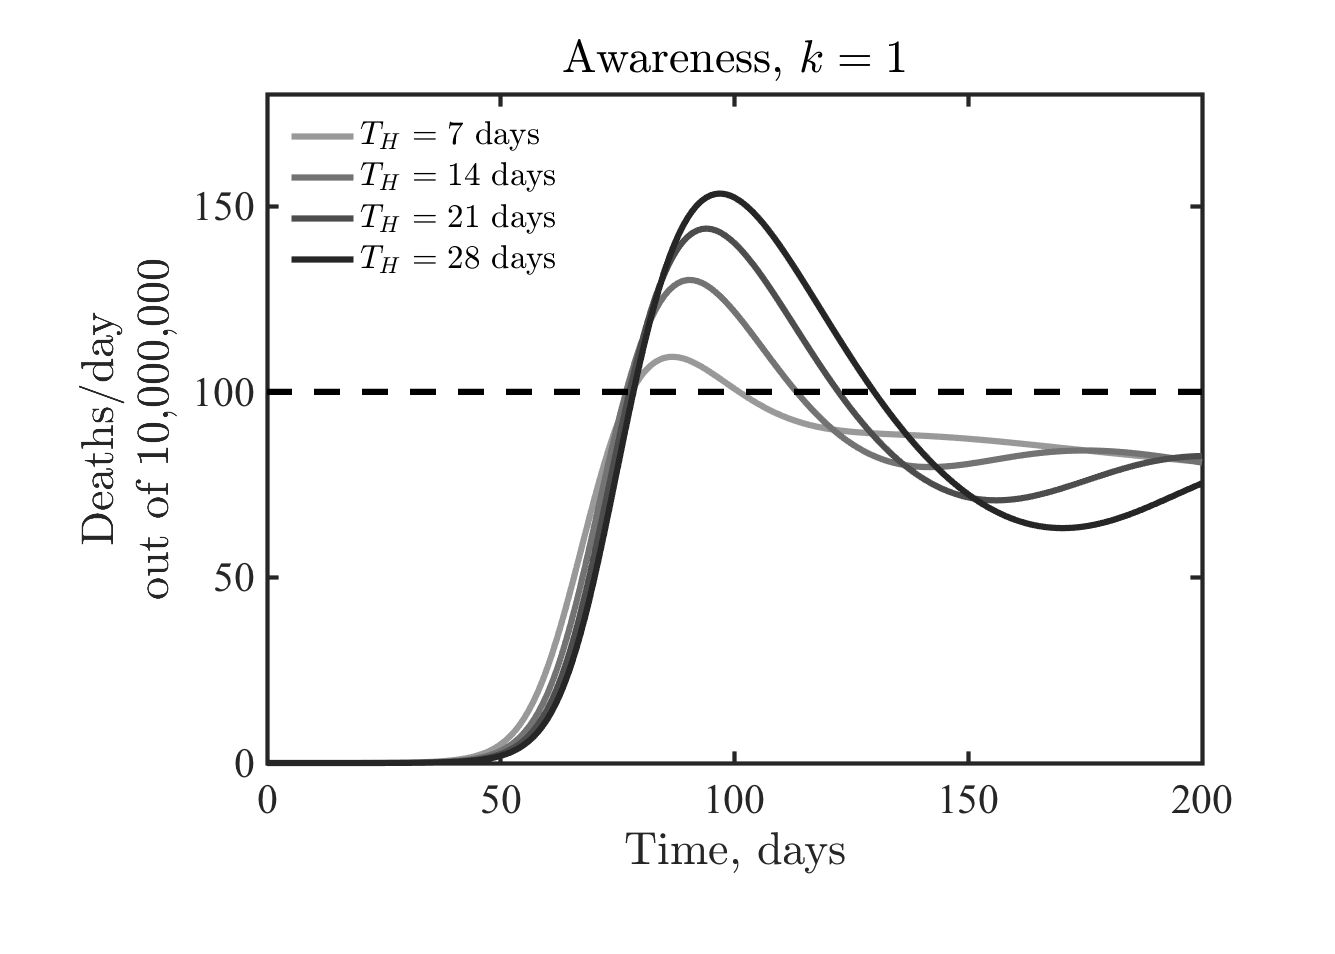 Awareness, k = 1
T_H = 7 days
T_H = 14 days
T_H = 21 days
T_H = 28 days
150
100
50
0
Deaths/day
out of 10,000,000
0 50 100 150 200
Time, days